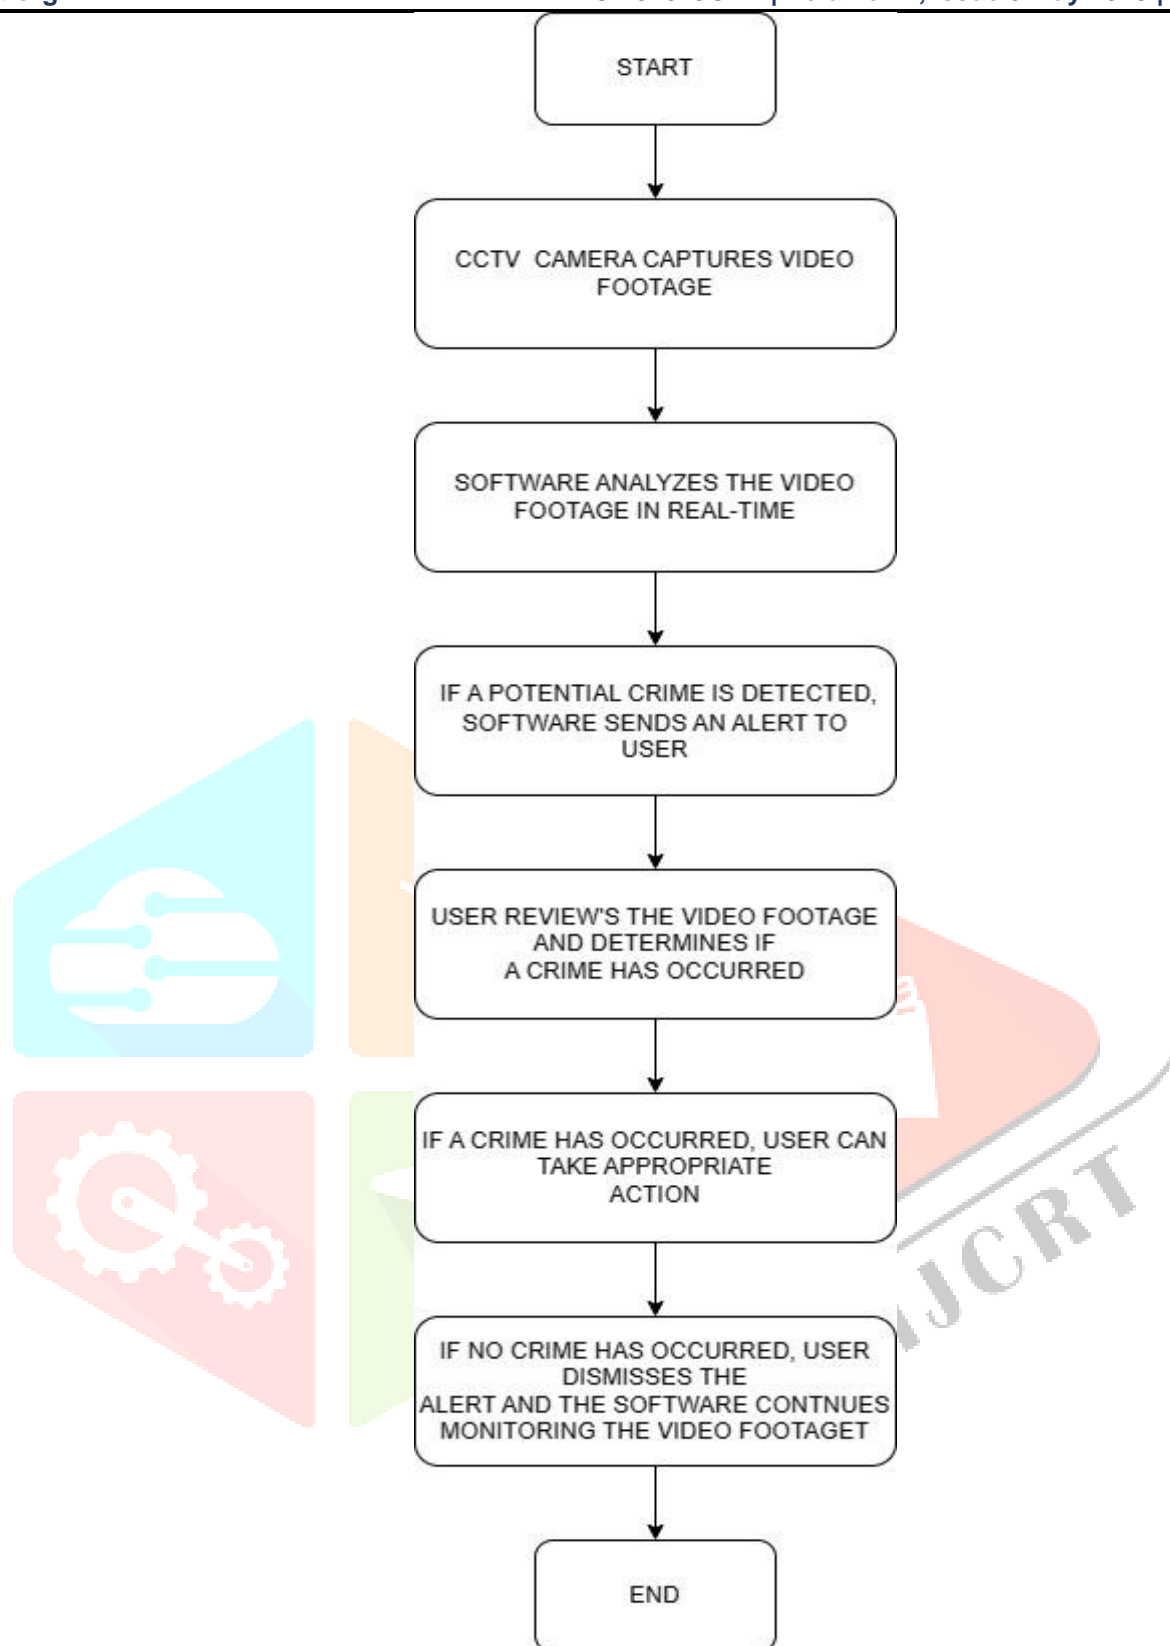 START
CCTV CAMERA CAPTURES VIDEO
FOOTAGE
SOFTWARE ANALYZES THE VIDEO
FOOTAGE IN REAL-TIME
IF A POTENTIAL CRIME IS DETECTED,
SOFTWARE SENDS AN ALERT TO
USER
USER REVIEW'S THE VIDEO FOOTAGE
AND DETERMINES IF
A CRIME HAS OCCURRED
IF A CRIME HAS OCCURRED, USER CAN
TAKE APPROPRIATE
ACTION
IJCRT
IF NO CRIME HAS OCCURRED, USER
DISMISSES THE
ALERT AND THE SOFTWARE CONTNUES
MONITORING THE VIDEO FOOTAGET
END